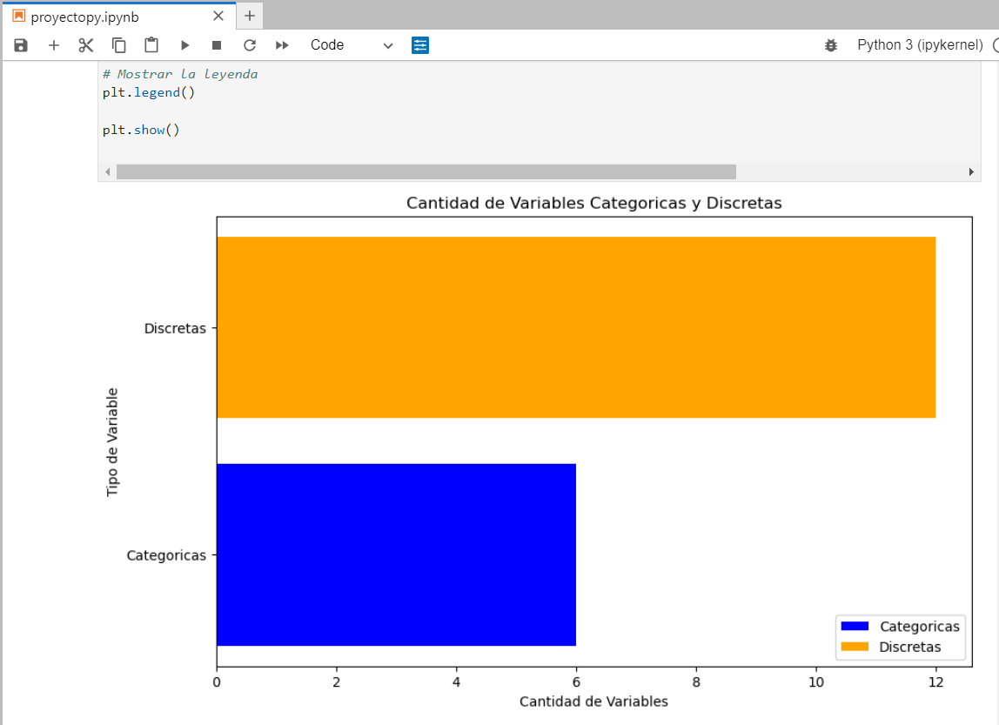 proyectopy.ipynb
Code
Python 3 (ipykernel)
# Mostrar la leyenda
plt.legend()
plt.show()
Cantidad de Variables Categoricas y Discretas
Discretas
Tipo de Variable
Categoricas
Categoricas
Discretas
0 2 4 6 8 10 12
Cantidad de Variables